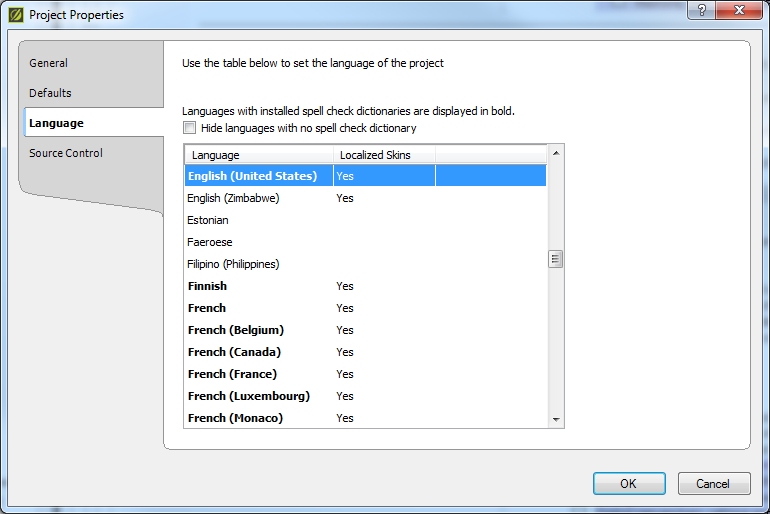 Project Properties
General
Defaults
Language
Source Control
Use the table below to set the language of the project
Languages with installed spell check dictionaries are displayed in bold.
Hide languages with no spell check dictionary
Language Localized Skins
English (United States) Yes
English (Zimbabwe) Yes
Estonian
Faeroese
Filipino (Philippines)
Finnish Yes
French Yes
French (Belgium) Yes
French (Canada) Yes
French (France) Yes
French (Luxembourg) Yes
French (Monaco) Yes
OK Cancel